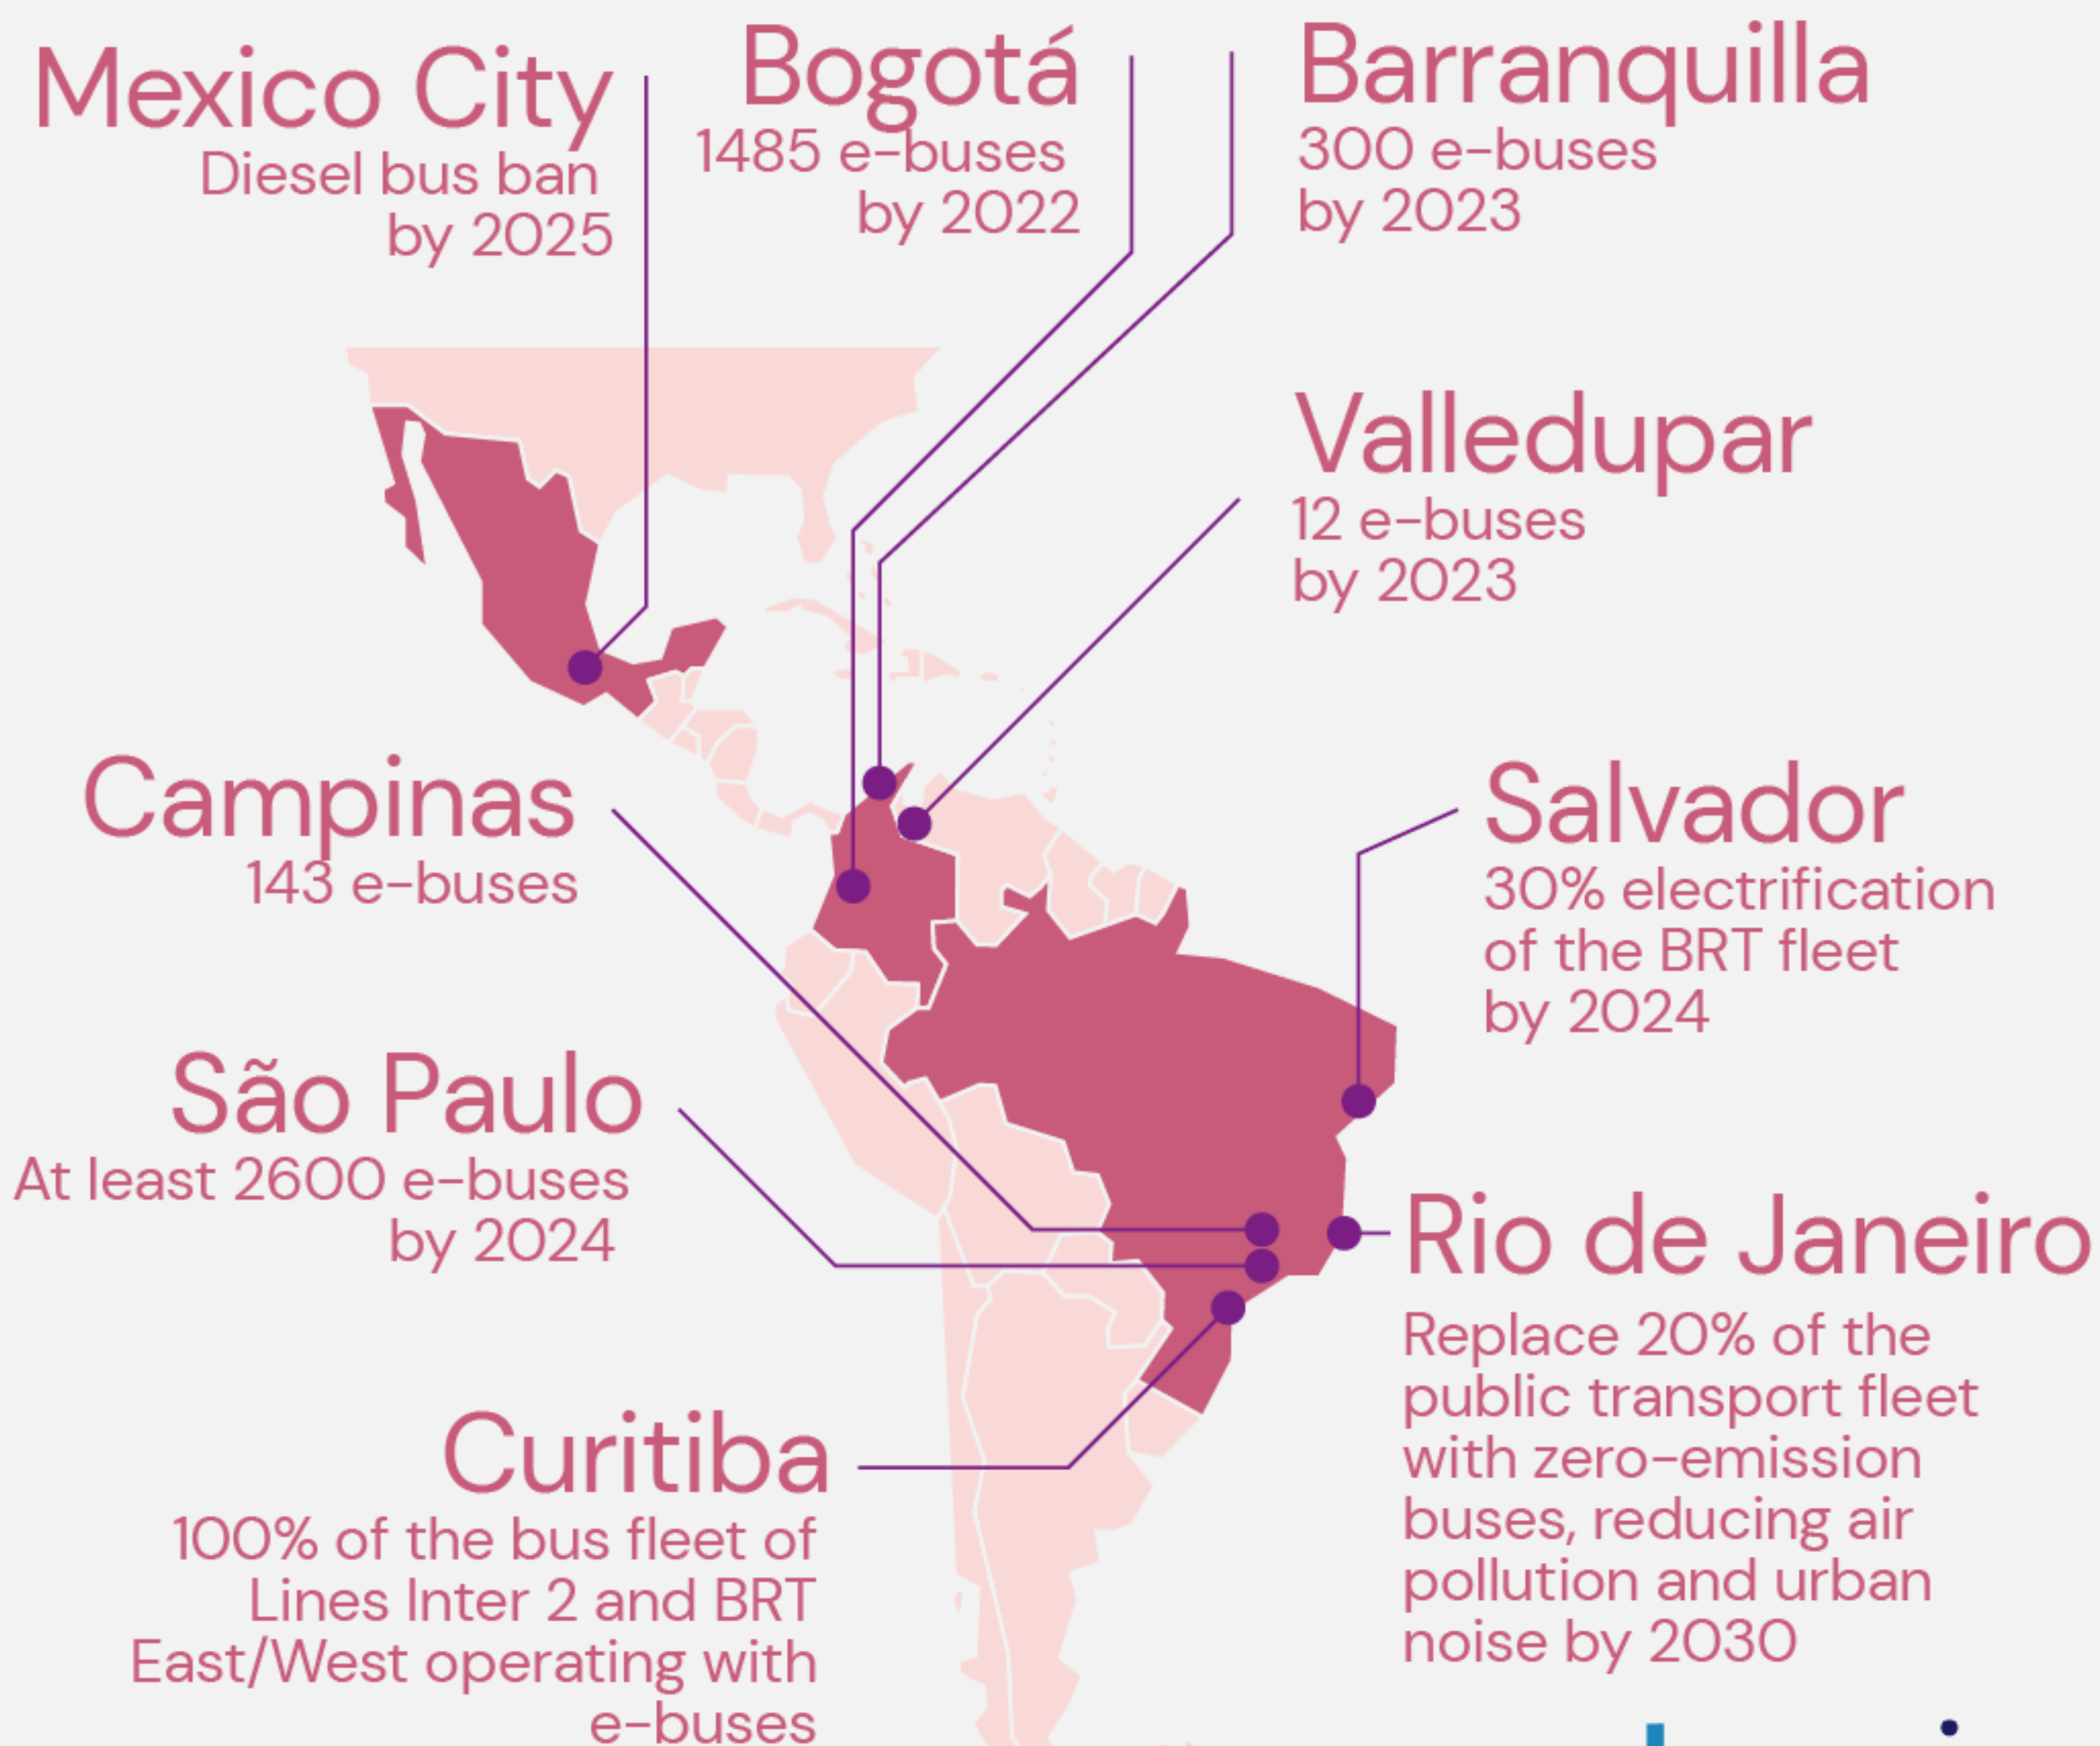 Mexico City
Diesel bus ban
by 2025
Bogotá
1485 e-buses
by 2022
Barranquilla
300 e-buses
by 2023
Valledupar
12 e-buses
by 2023
Campinas
143 e-buses
Salvador
30% electrification
of the BRT fleet
by 2024
São Paulo
At least 2600 e-buses
by 2024
Rio de Janeiro
Replace 20% of the
public transport fleet
with zero-emission
buses, reducing air
pollution and urban
noise by 2030
Curitiba
100% of the bus fleet of
Lines Inter 2 and BRT
East/West operating with
e-buses